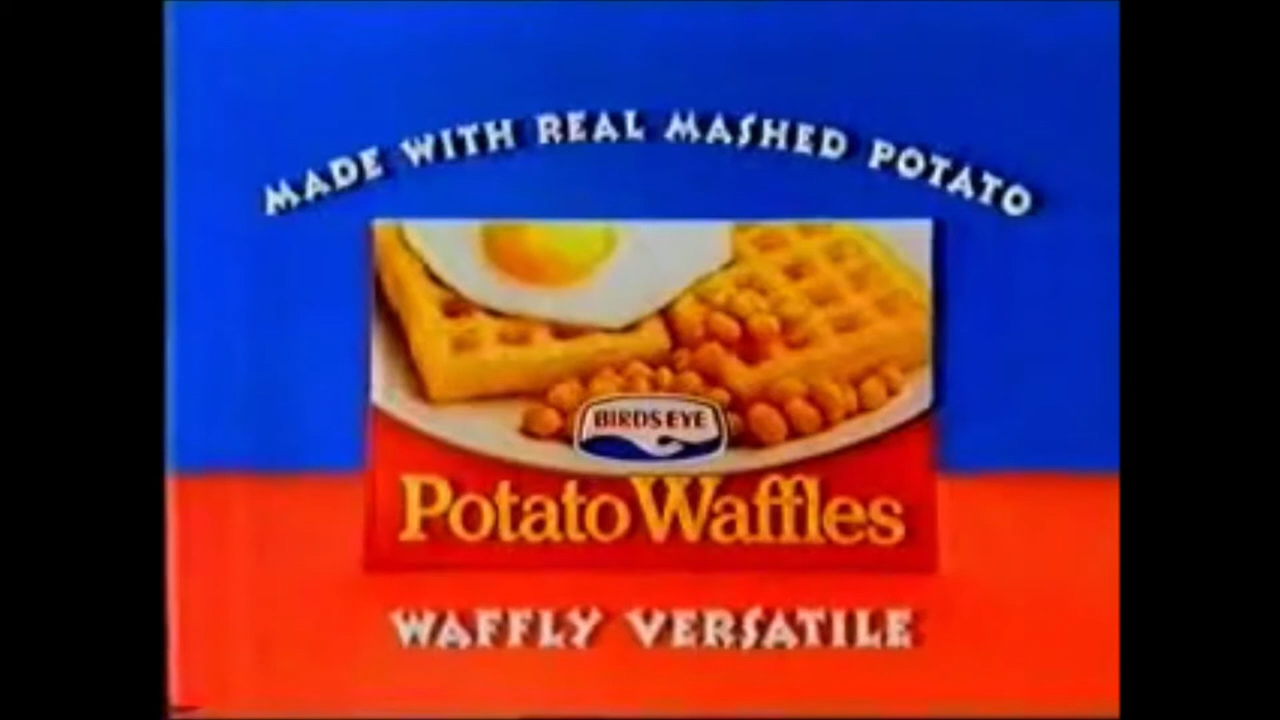 MADE WITH REAL MASHED POTATO
BIRDS EYE
Potato Waffles
WAFFLY VERSATILE